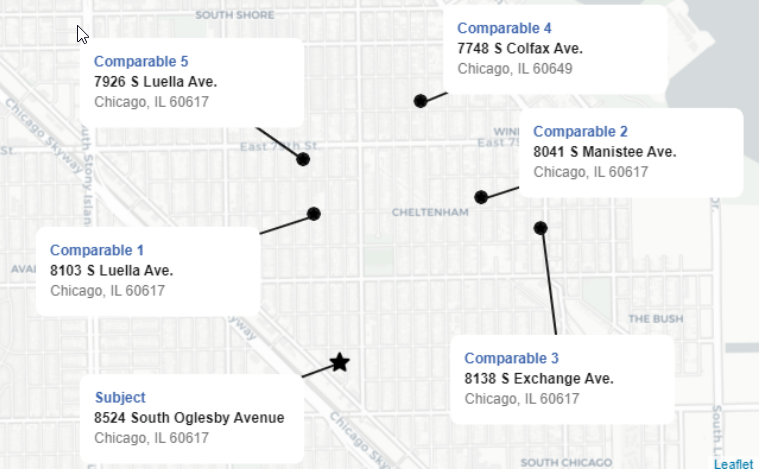 SOUTH SHORE
Comparable 4
7748 S Colfax Ave.
Chicago, IL 60649
Comparable 5
7926 S Luella Ave.
Chicago, IL 60617
Chicago Skyway
uth Stony Island
St.
East 79th St.
WIN
East 7
Comparable 2
8041 S Manistee Ave.
Chicago, IL 60617
CHELTENHAM
Comparable 1
8103 S Luella Ave.
Chicago, IL 60617
AVA
THE BUSH
Comparable 3
8138 S Exchange Ave.
Chicago, IL 60617
Subject
8524 South Oglesby Avenue
Chicago, IL 60617
Chicago Sky
SOUTH CHICAGO
South L
Leaflet